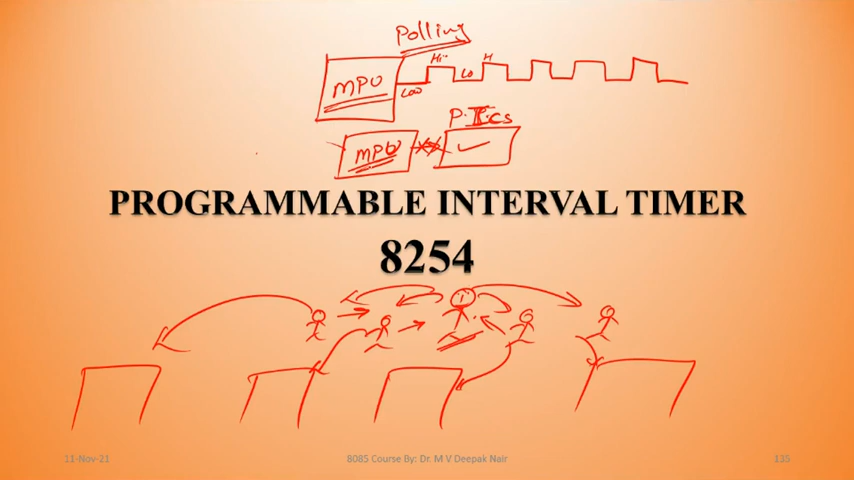 Polling
Hi
Lo
H
MPU
Low
P.I.Cs
MPU
PROGRAMMABLE INTERVAL TIMER
8254
11-Nov-21
8085 Course By: Dr. M V Deepak Nair
135